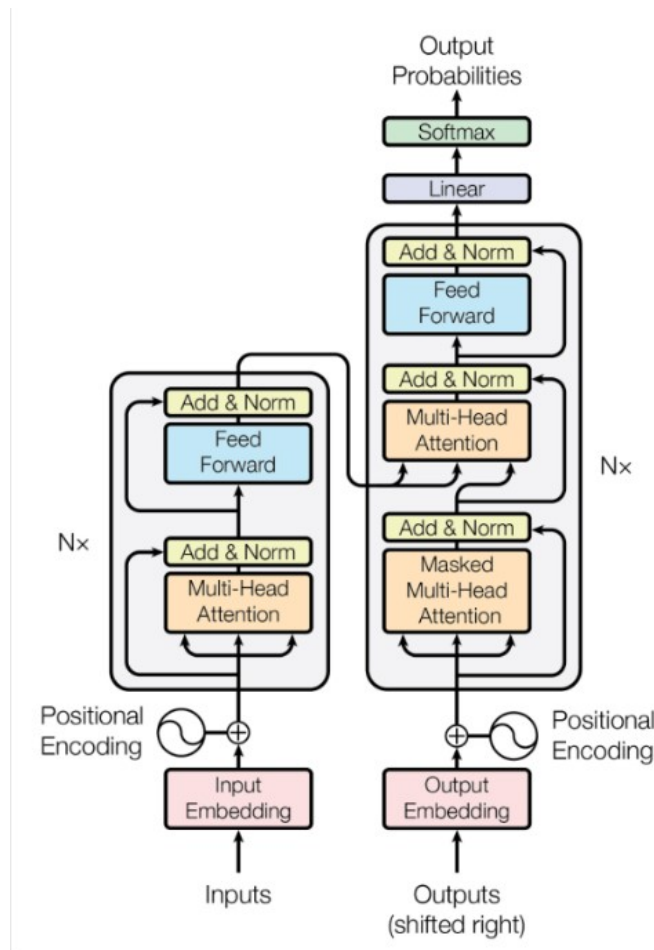 Output
Probabilities
Softmax
Linear
Add & Norm
Feed
Forward
Add & Norm
Multi-Head
Attention
Add & Norm
Masked
Multi-Head
Attention
N×
Positional
Encoding
Output
Embedding
Outputs
(shifted right)
Add & Norm
Feed
Forward
Add & Norm
Multi-Head
Attention
N×
Positional
Encoding
Input
Embedding
Inputs